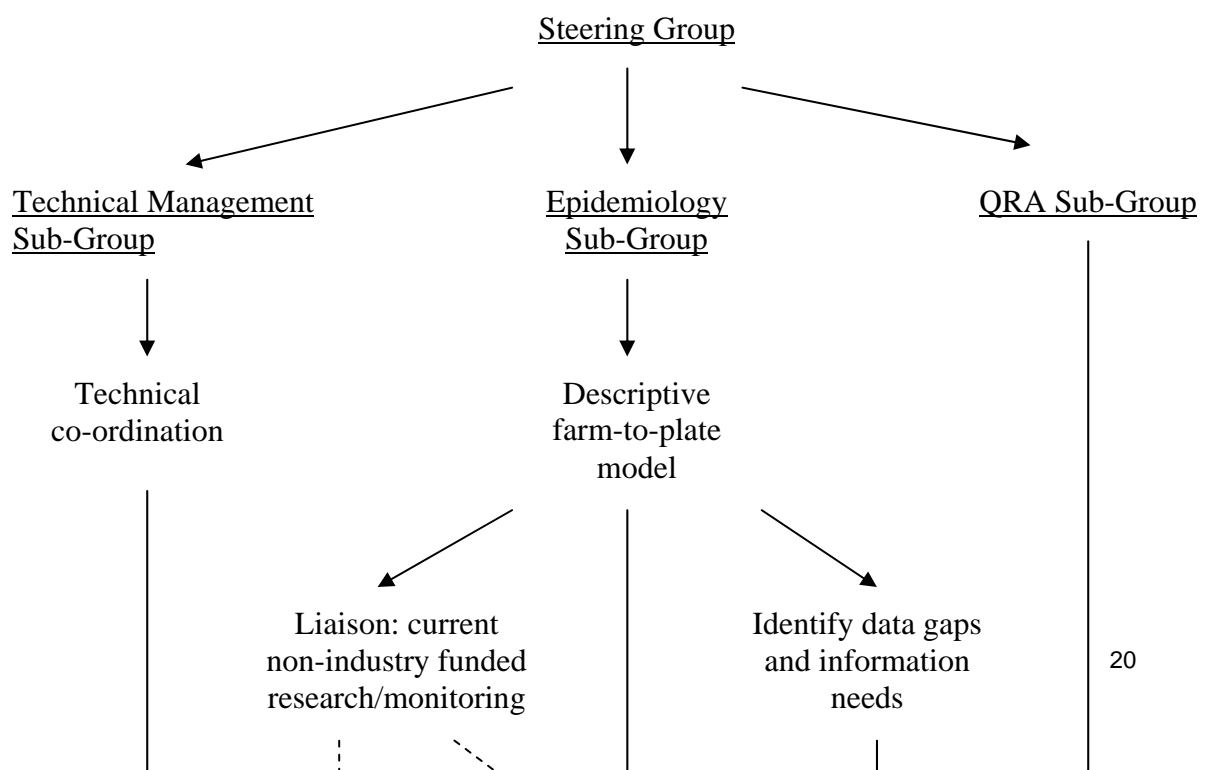 Steering Group
Technical Management
Sub-Group
Epidemiology
Sub-Group
QRA Sub-Group
Technical
co-ordination
Descriptive
farm-to-plate
model
Liaison: current
non-industry funded
research/monitoring
Identify data gaps
and information
needs
20